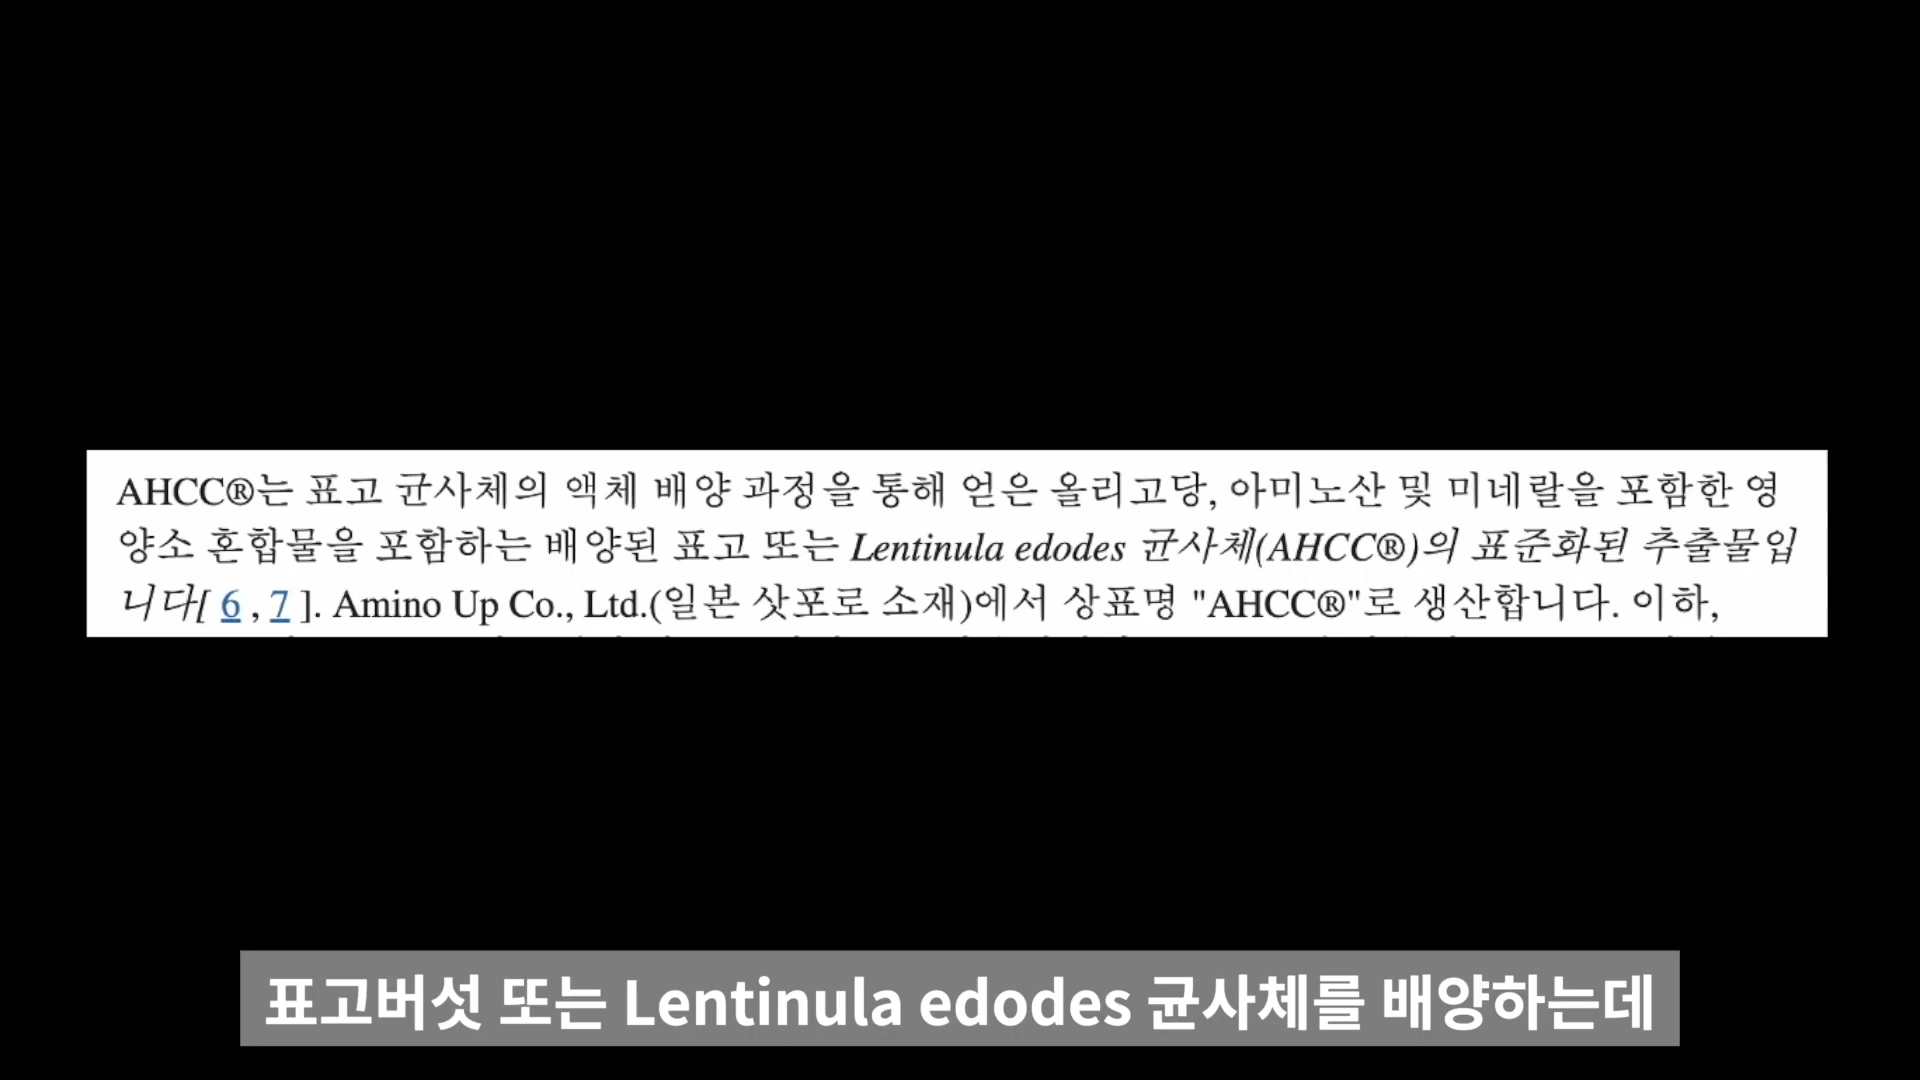 AHCC®는 표고 균사체의 액체 배양 과정을 통해 얻은 올리고당, 아미노산 및 미네랄을 포함한 영
양소 혼합물을 포함하는 배양된 표고 또는 Lentinula edodes 균사체(AHCC®)의 표준화된 추출물입
니다[ 6 , 7 ]. Amino Up Co., Ltd.(일본 삿포로 소재)에서 상표명 "AHCC®"로 생산합니다. 이하,
표고버섯 또는 Lentinula edodes 균사체를 배양하는데